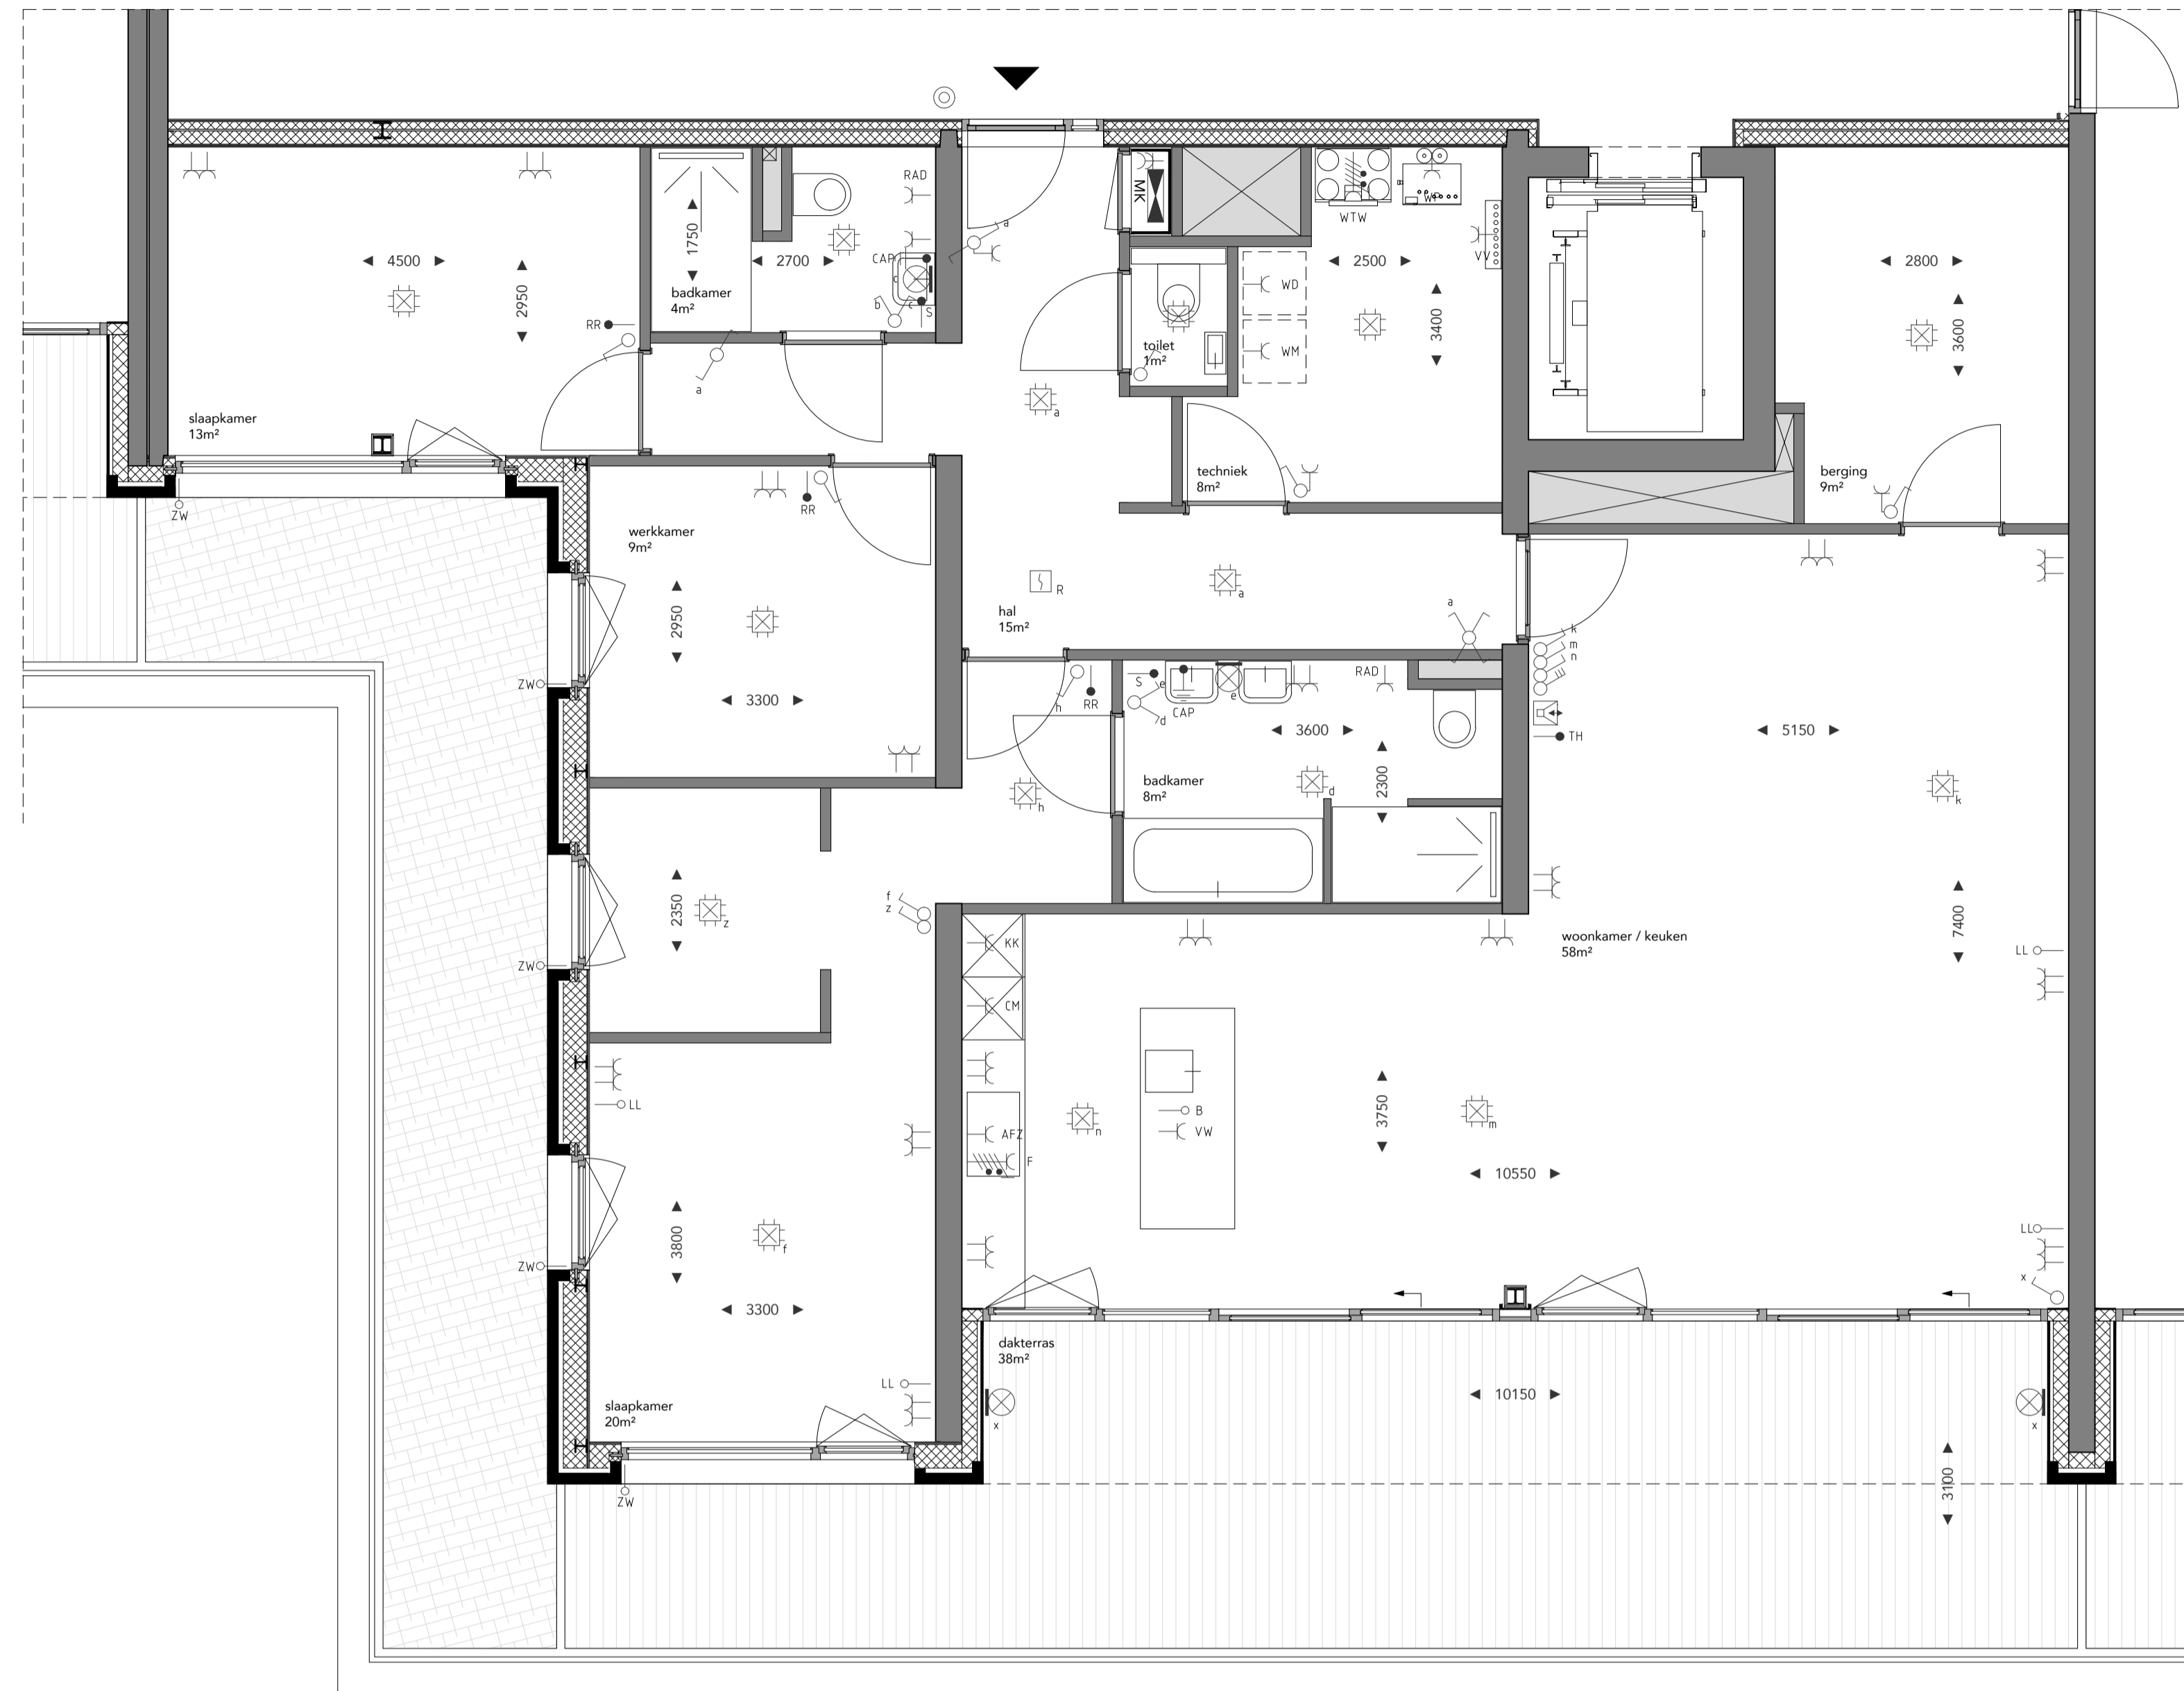 RAD
MK
WTW
WP
1750
CAP
c
b
c
S
a
VV
4500
2700
2500
2800
2950
badkamer
4m²
WD
3400
3600
RR
WM
toilet
1m²
a
a
slaapkamer
13m²
techniek
8m²
berging
9m²
ZW
RR
werkkamer
9m²
2950
R
a
hal
15m²
a
k
m
n
ZW
3300
h
RR
S
e
d
CAP
e
RAD
3600
2300
TH
5150
badkamer
8m²
d
h
k
2350
z
f
z
KK
CM
woonkamer / keuken
58m²
7400
LL
ZW
LL
AFZ
F
n
B
VW
3750
m
10550
3800
f
ZW
3300
LL
x
dakterras
38m²
LL
x
10150
x
slaapkamer
20m²
3100
ZW